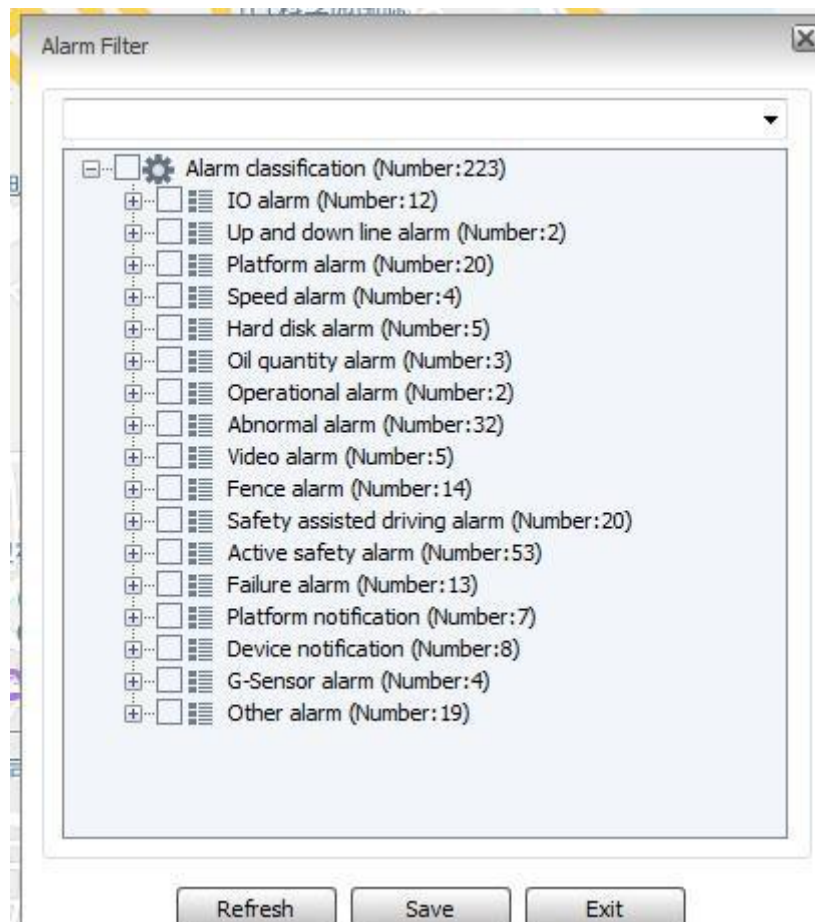 Alarm Filter
Alarm classification (Number:223)
IO alarm (Number:12)
Up and down line alarm (Number:2)
Platform alarm (Number:20)
Speed alarm (Number:4)
Hard disk alarm (Number:5)
Oil quantity alarm (Number:3)
Operational alarm (Number:2)
Abnormal alarm (Number:32)
Video alarm (Number:5)
Fence alarm (Number:14)
Safety assisted driving alarm (Number:20)
Active safety alarm (Number:53)
Failure alarm (Number:13)
Platform notification (Number:7)
Device notification (Number:8)
G-Sensor alarm (Number:4)
Other alarm (Number:19)
Refresh Save Exit